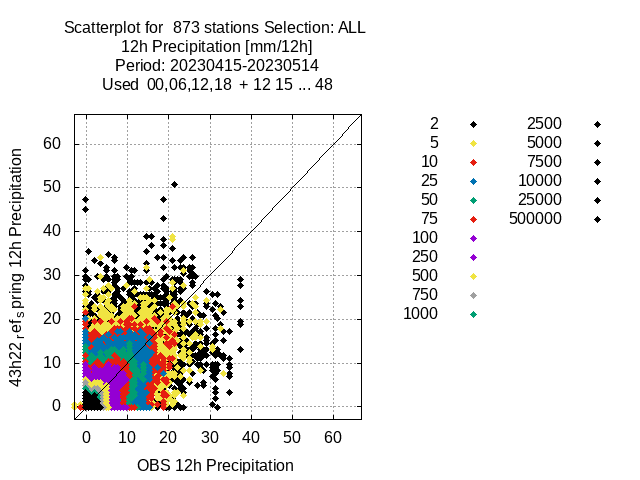 Scatterplot for 873 stations Selection: ALL
12h Precipitation [mm/12h]
Period: 20230415-20230514
Used 00,06,12,18 + 12 15 ... 48
43h22_ref_spring 12h Precipitation
60
50
40
30
20
10
0
0 10 20 30 40 50 60
OBS 12h Precipitation
2 2500
5 5000
10 7500
25 10000
50 25000
75 500000
100
250
500
750
1000